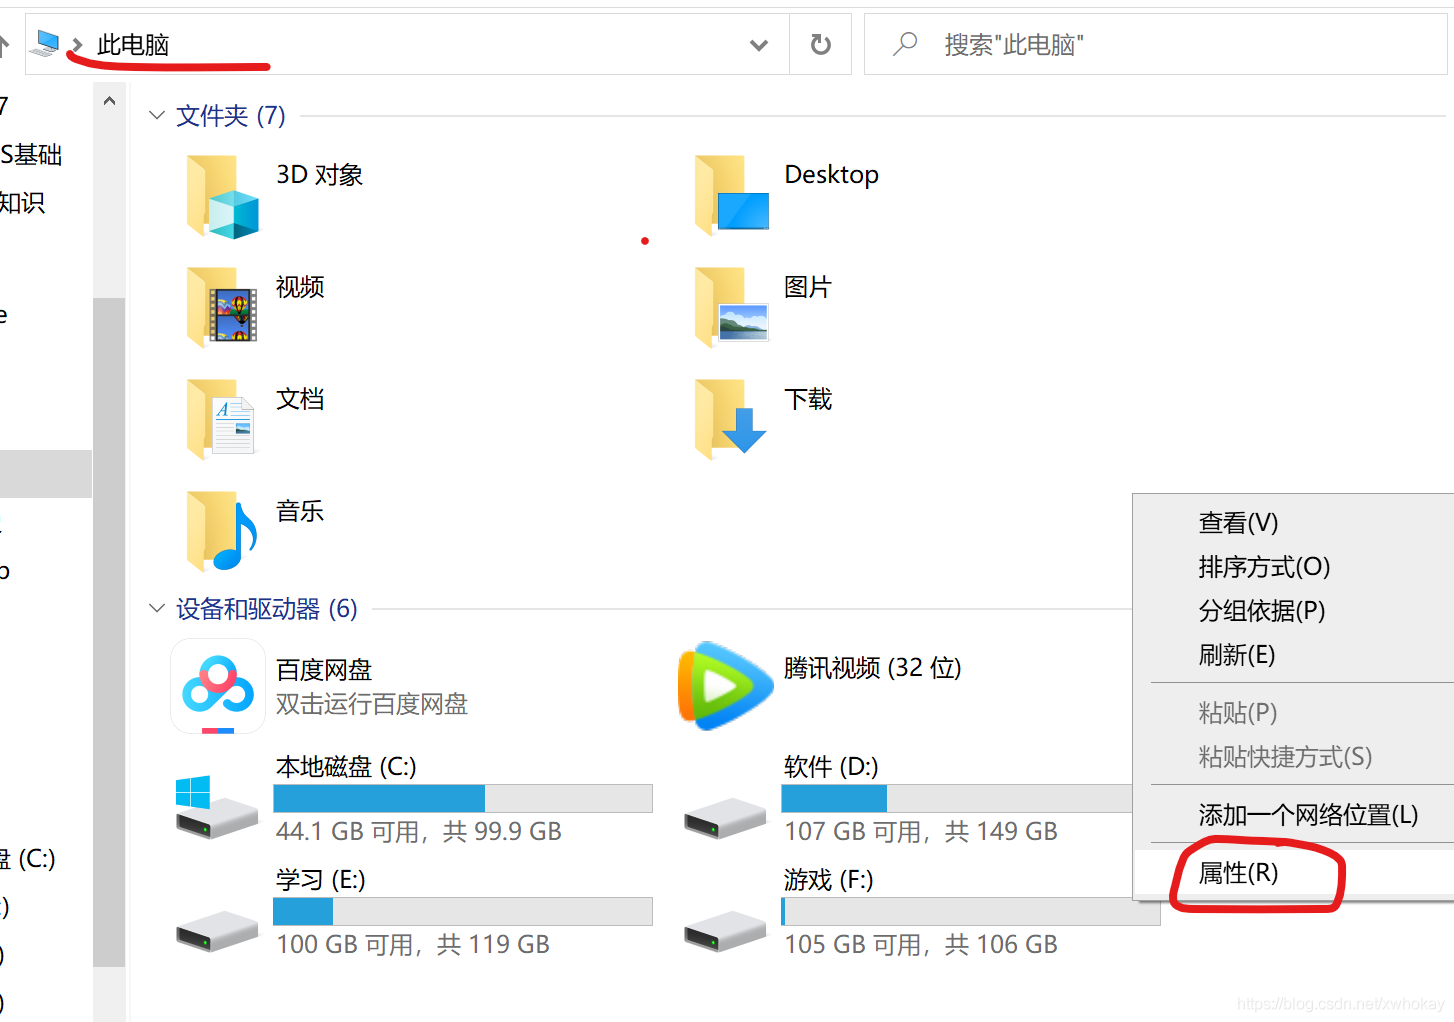 此电脑
搜索"此电脑"
7
S基础
知识
e
p
盘 (C:)
:)
)
)
文件夹 (7)
3D 对象
Desktop
视频
图片
文档
下载
音乐
设备和驱动器 (6)
百度网盘
双击运行百度网盘
腾讯视频 (32 位)
本地磁盘 (C:)
44.1 GB 可用，共 99.9 GB
软件 (D:)
107 GB 可用，共 149 GB
学习 (E:)
100 GB 可用，共 119 GB
游戏 (F:)
105 GB 可用，共 106 GB
查看(V)
排序方式(O)
分组依据(P)
刷新(E)
粘贴(P)
粘贴快捷方式(S)
添加一个网络位置(L)
属性(R)
https://blog.csdn.net/xwhokay